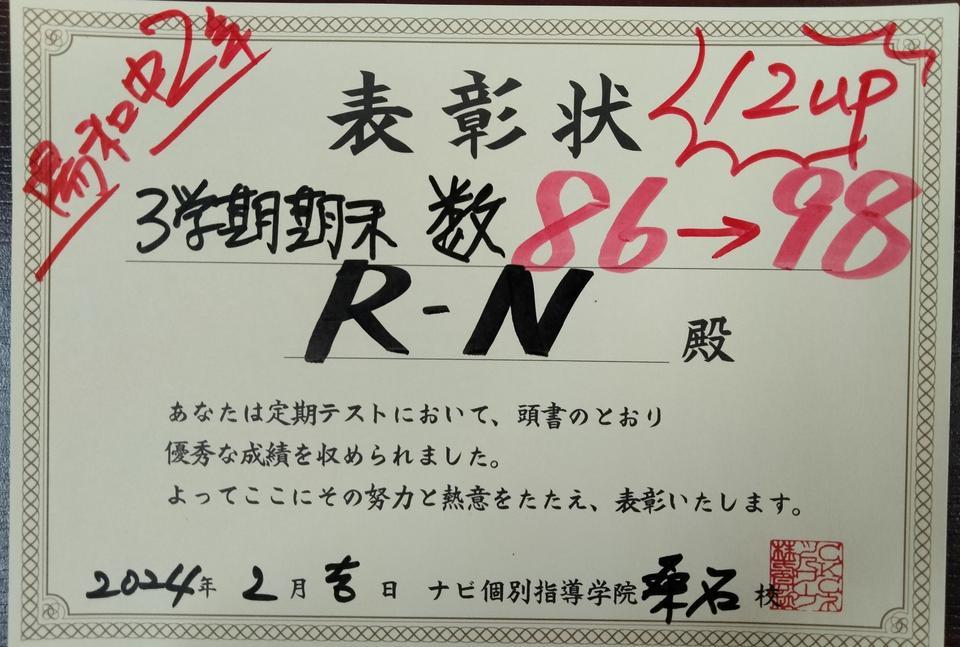 陽和中2年
表彰状
12up
3学期期末 数 86→98
R-N 殿
あなたは定期テストにおいて、頭書のとおり
優秀な成績を収められました。
よってここにその努力と熱意をたたえ、表彰いたします。
2024年 2月吉日 ナビ個別指導学院桑名校